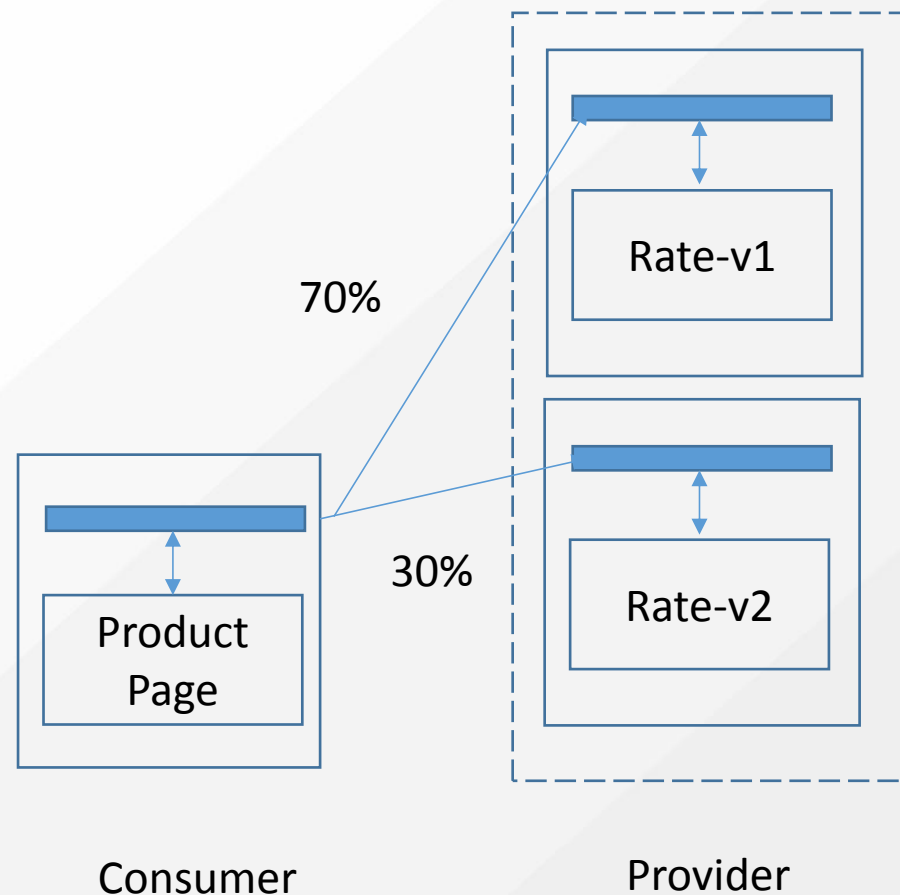 Rate-v1
70%
30%
Rate-v2
Product
Page
Consumer
Provider